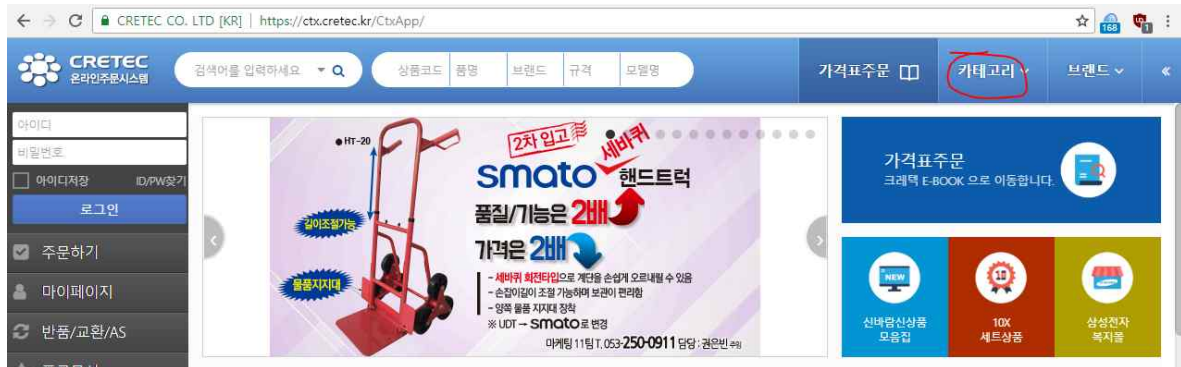 CRETEC CO. LTD [KR] | https://ctx.cretec.kr/CtxApp/
168
1
CRETEC
온라인주문시스템
검색어를 입력하세요
상품코드 품명 브랜드 규격 모델명
가격표주문
카테고리
브랜드
아이디
비밀번호
아이디저장 ID/PW찾기
로그인
주문하기
마이페이지
반품/교환/AS
●HT-20
길이조절가능
물품지지대
2차 입고
세바퀴
smato 핸드트럭
품질/기능은 2배
가격은 2배
- 세바퀴 회전타입으로 계단을 손쉽게 오르내릴 수 있음
- 손잡이길이 조절 가능하며 보관이 편리함
- 양쪽 물품 지지대 장착
※ UDT → smato로 변경
마케팅 11팀 T. 053-250-0911 담당 : 권은빈 주임
가격표주문
크레텍 E-BOOK 으로 이동합니다.
NEW
신바람신상품
모음집
10
10X
세트상품
삼성전자
복지몰